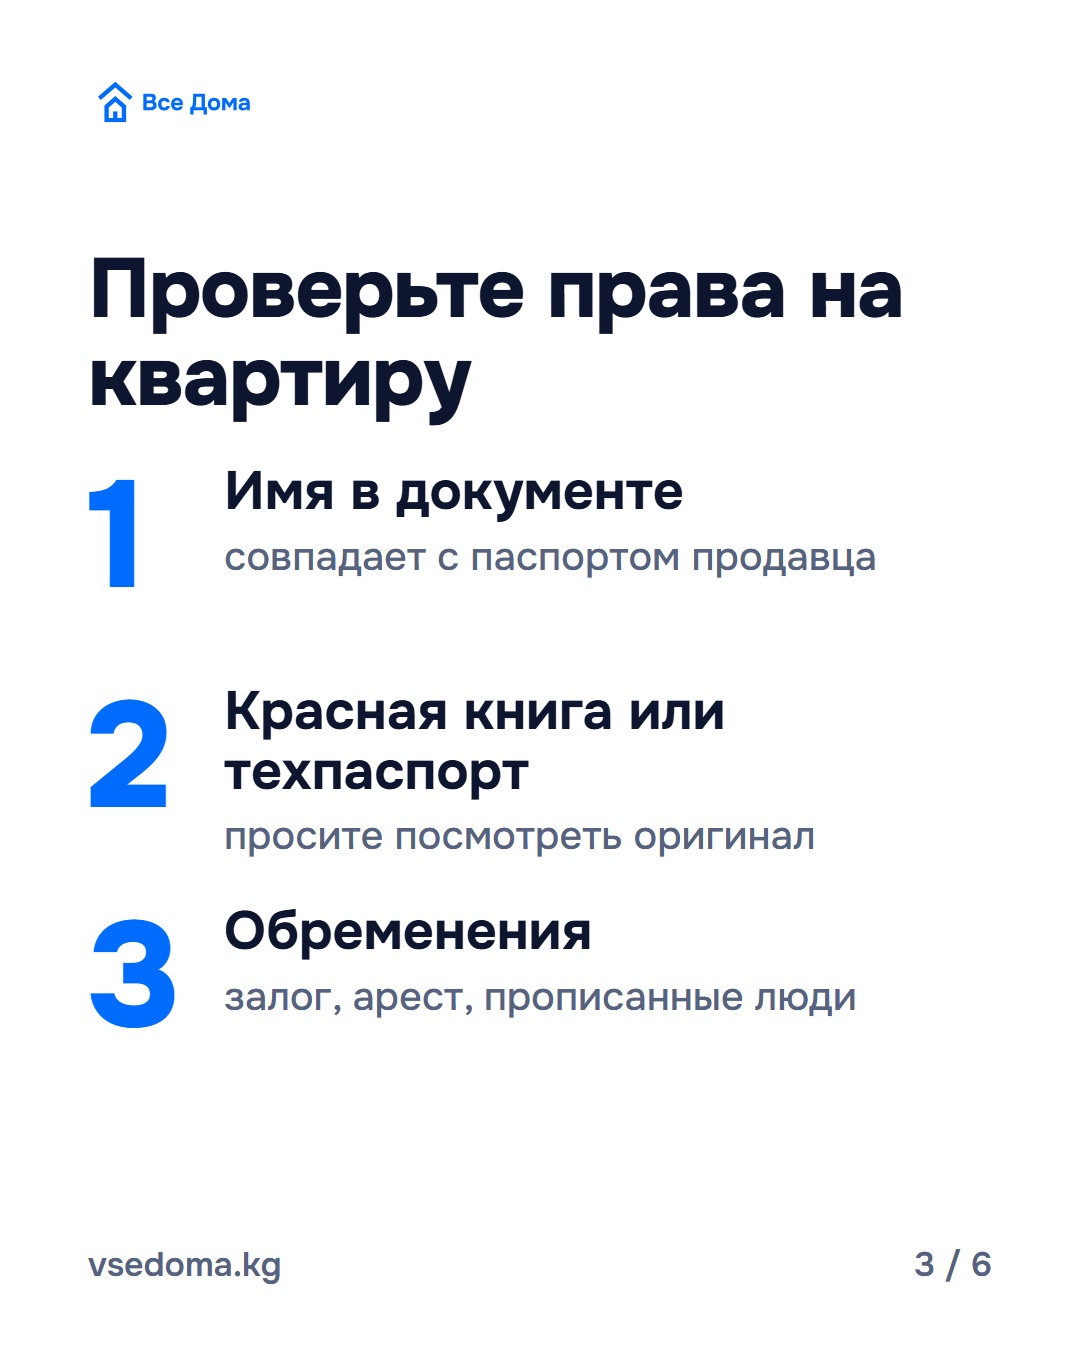 Все Дома
Проверьте права на
квартиру
1
Имя в документе
совпадает с паспортом продавца
2
Красная книга или
техпаспорт
просите посмотреть оригинал
3
Обременения
залог, арест, прописанные люди
vsedoma.kg
3 / 6